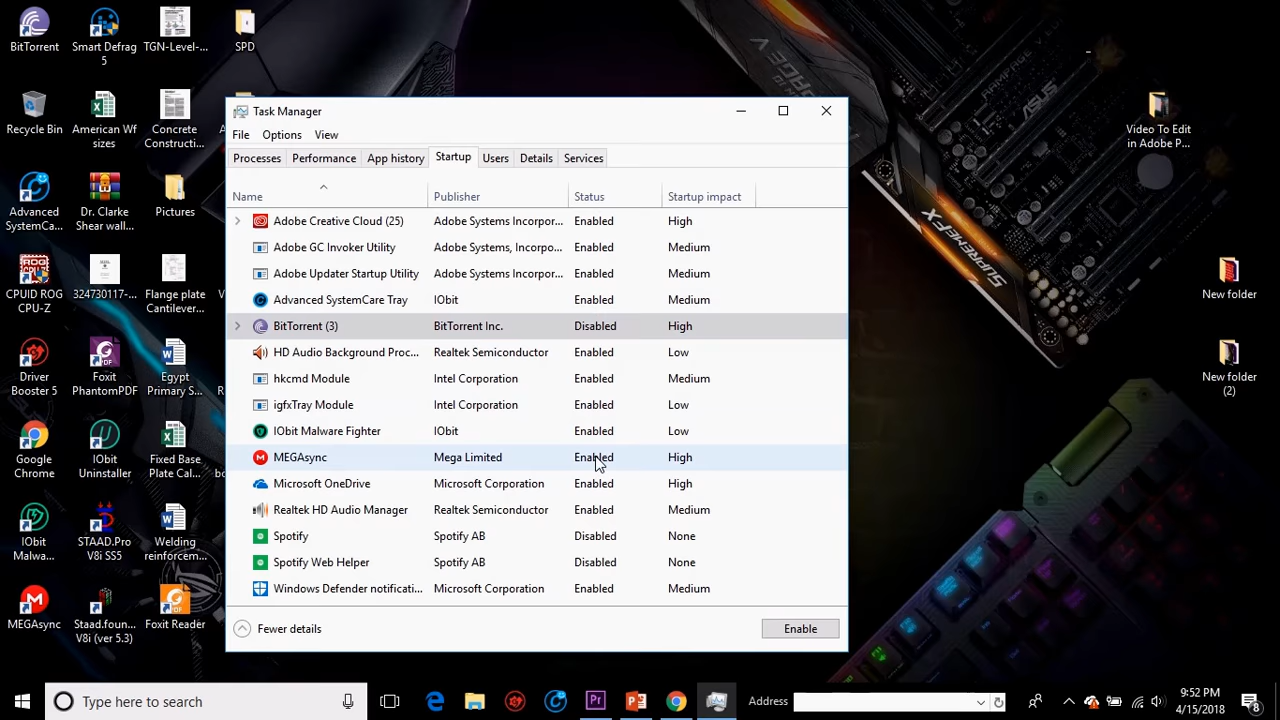 BitTorrent
Smart Defrag
5
TGN-Level-...
SPD
Recycle Bin
American Wf
sizes
Concrete
Constructi...
Advanced
SystemCa...
Dr. Clarke
Shear wall...
Pictures
CPUID ROG
CPU-Z
324730117-...
Flange plate
Cantilever...
Driver
Booster 5
Foxit
PhantomPDF
Egypt
Primary S...
Google
Chrome
IObit
Uninstaller
Fixed Base
Plate Cal...
IObit
Malwa...
STAAD.Pro
V8i SS5
Welding
reinforcem...
MEGAsync
Staad.foun...
V8i (ver 5.3)
Foxit Reader
Task Manager
File Options View
Processes Performance App history Startup Users Details Services
Name Publisher Status Startup impact
Adobe Creative Cloud (25) Adobe Systems Incorpor... Enabled High
Adobe GC Invoker Utility Adobe Systems, Incorpo... Enabled Medium
Adobe Updater Startup Utility Adobe Systems Incorpor... Enabled Medium
Advanced SystemCare Tray IObit Enabled Medium
BitTorrent (3) BitTorrent Inc. Disabled High
HD Audio Background Proc... Realtek Semiconductor Enabled Low
hkcmd Module Intel Corporation Enabled Medium
igfxTray Module Intel Corporation Enabled Low
IObit Malware Fighter IObit Enabled Low
MEGAsync Mega Limited Enabled High
Microsoft OneDrive Microsoft Corporation Enabled High
Realtek HD Audio Manager Realtek Semiconductor Enabled Medium
Spotify Spotify AB Disabled None
Spotify Web Helper Spotify AB Disabled None
Windows Defender notificati... Microsoft Corporation Enabled Medium
Fewer details Enable
SUPREMEFX
Video To Edit
in Adobe P...
New folder
New folder
(2)
Type here to search
Address
9:52 PM
4/15/2018